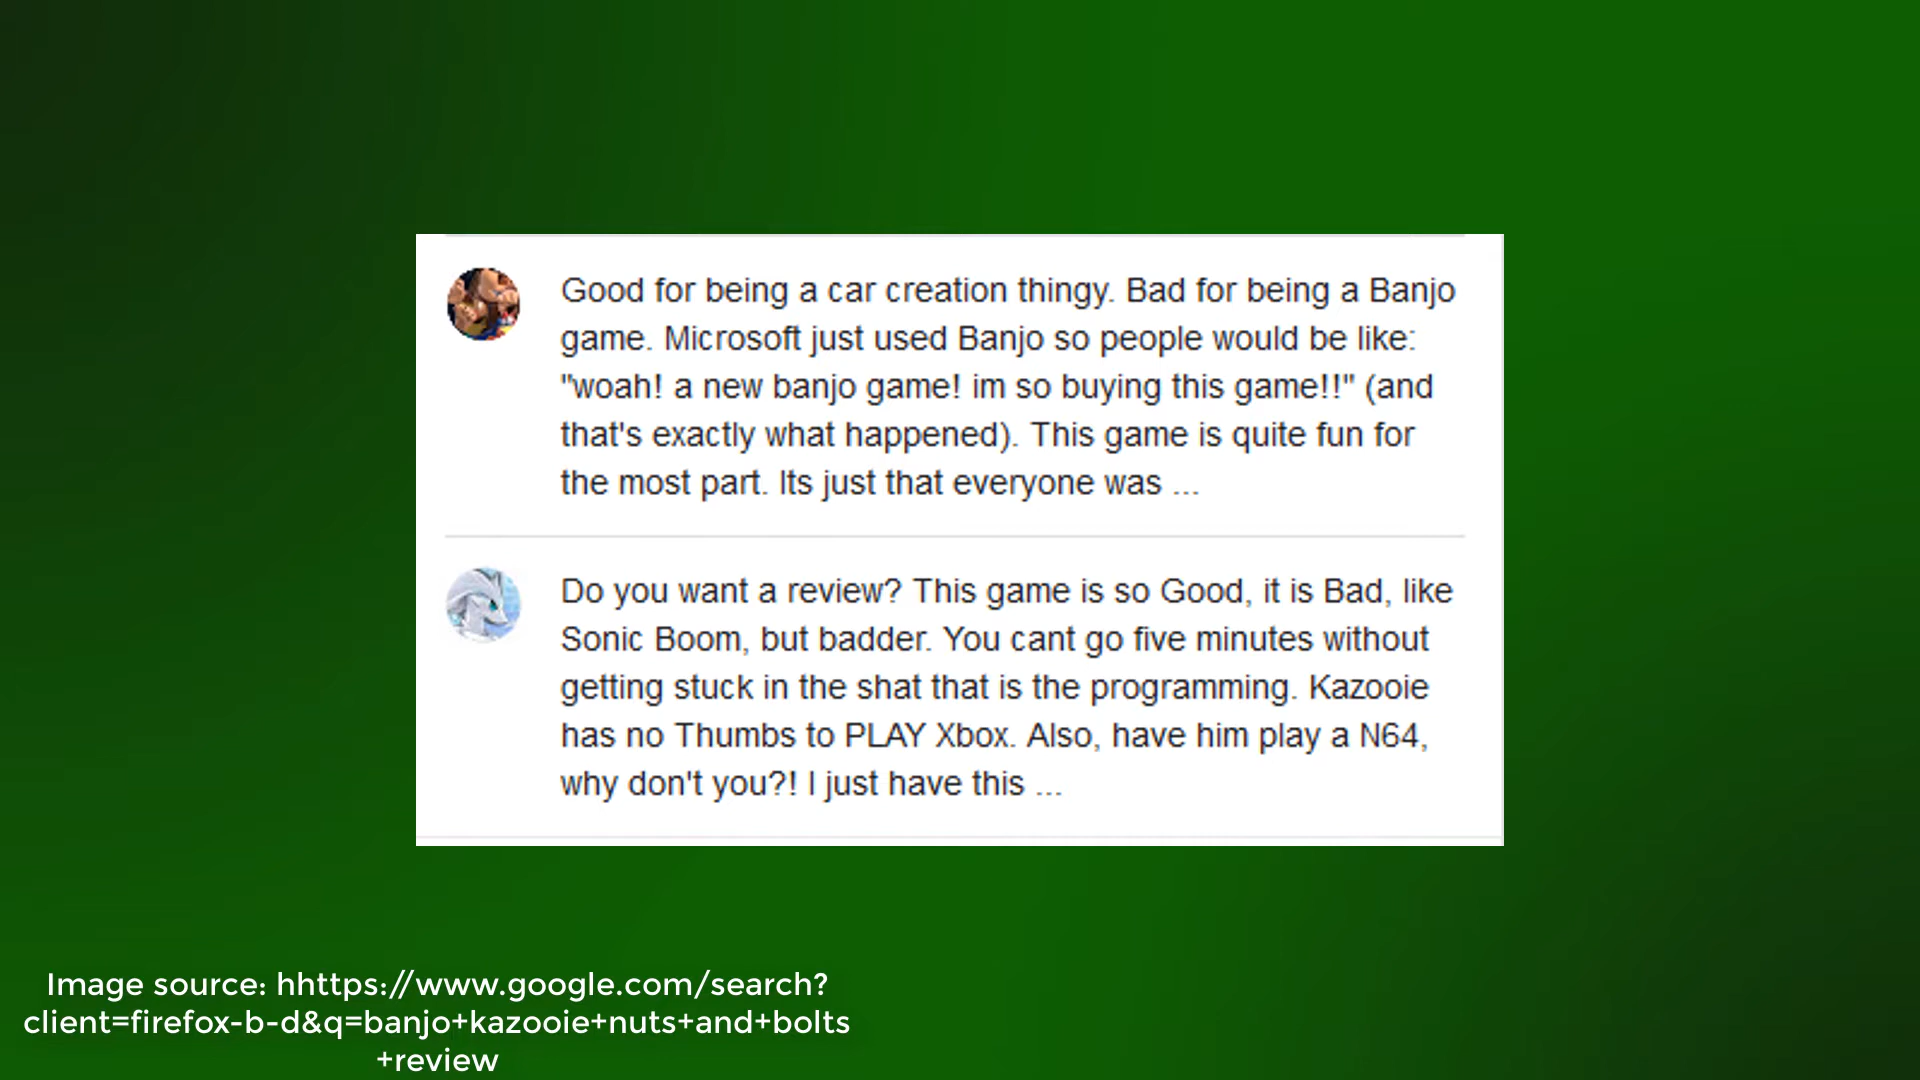 Good for being a car creation thingy. Bad for being a Banjo
game. Microsoft just used Banjo so people would be like:
"woah! a new banjo game! im so buying this game!!" (and
that's exactly what happened). This game is quite fun for
the most part. Its just that everyone was ...
Do you want a review? This game is so Good, it is Bad, like
Sonic Boom, but badder. You cant go five minutes without
getting stuck in the shat that is the programming. Kazooie
has no Thumbs to PLAY Xbox. Also, have him play a N64,
why don't you?! I just have this ...
Image source: hhttps://www.google.com/search?
client=firefox-b-d&q=banjo+kazooie+nuts+and+bolts
+review